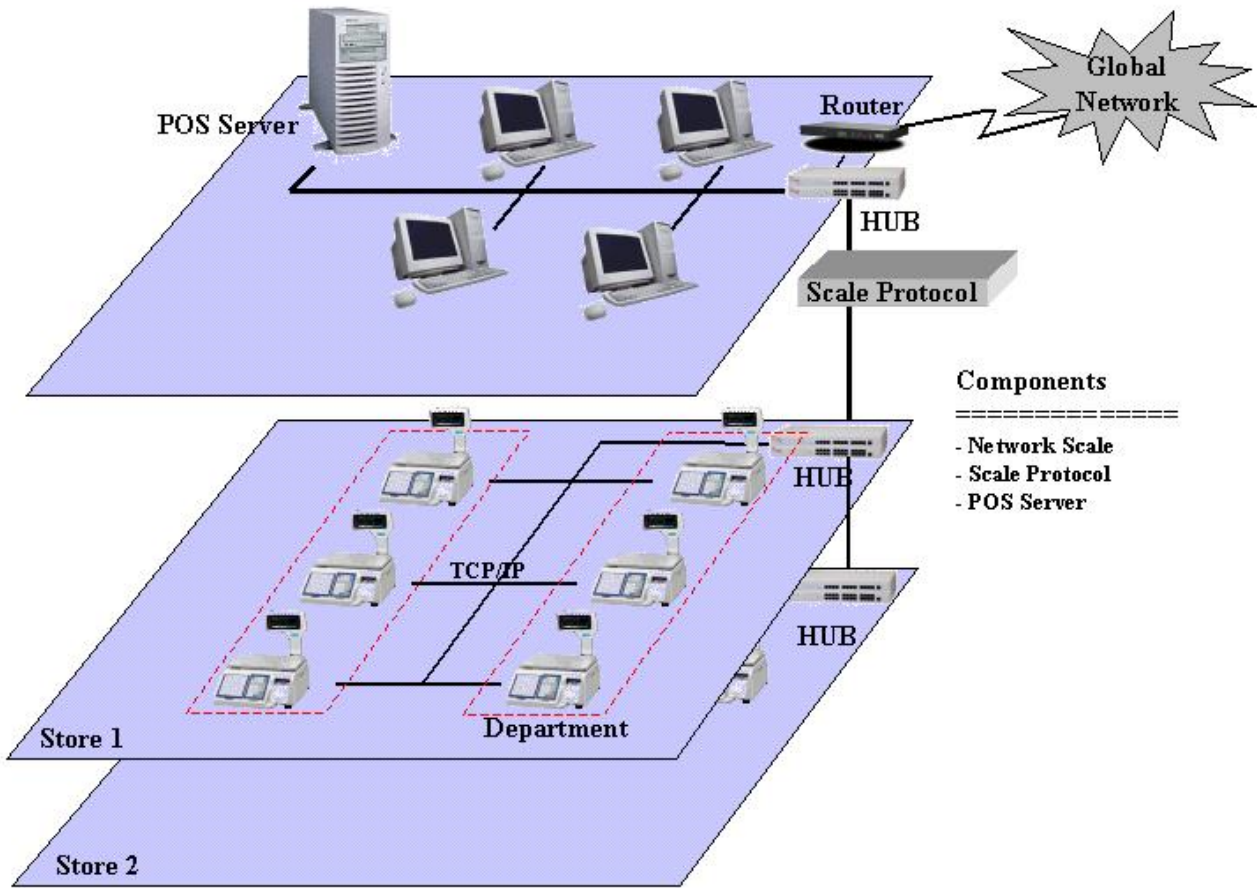 Global
Network
Router
POS Server
HUB
Scale Protocol
Components
==============
- Network Scale
- Scale Protocol
- POS Server
HUB
TCP/IP
HUB
Department
Store 1
Store 2